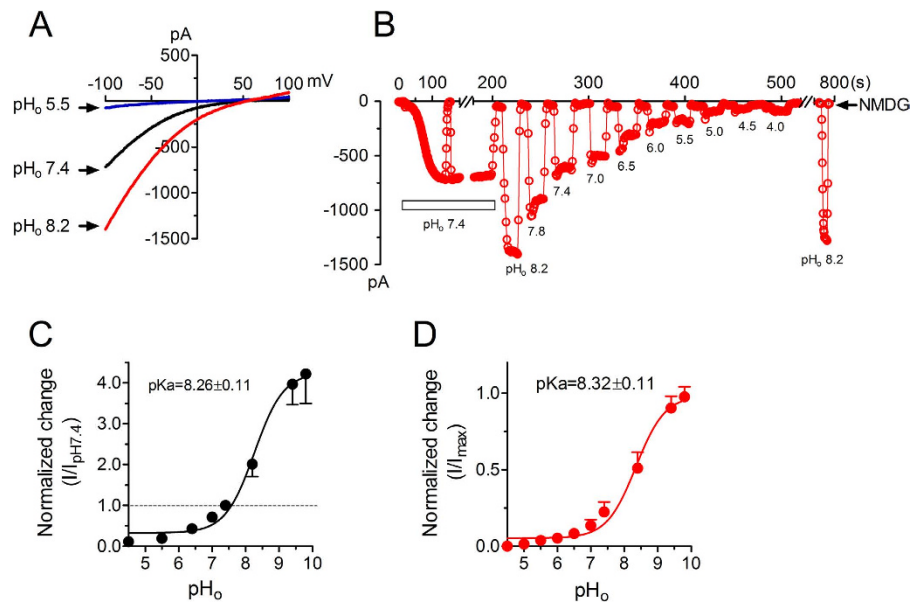 A
pA
500
-100 -50 50 100 mV
pHo 5.5
-500
pHo 7.4
-1000
pHo 8.2
-1500
B
0 100 200 300 400 500 800(s)
0
NMDG
-500
-1000
-1500
pA
pHo 7.4
pHo 8.2
7.8
7.4
7.0
6.5
6.0
5.5
5.0
4.5
4.0
pHo 8.2
C
Normalized change
(I/IpH7.4)
4.0
3.0
2.0
1.0
0.0
pKa=8.26±0.11
5 6 7 8 9 10
pHo
D
Normalized change
(I/Imax)
1.0
0.5
0.0
pKa=8.32±0.11
5 6 7 8 9 10
pHo